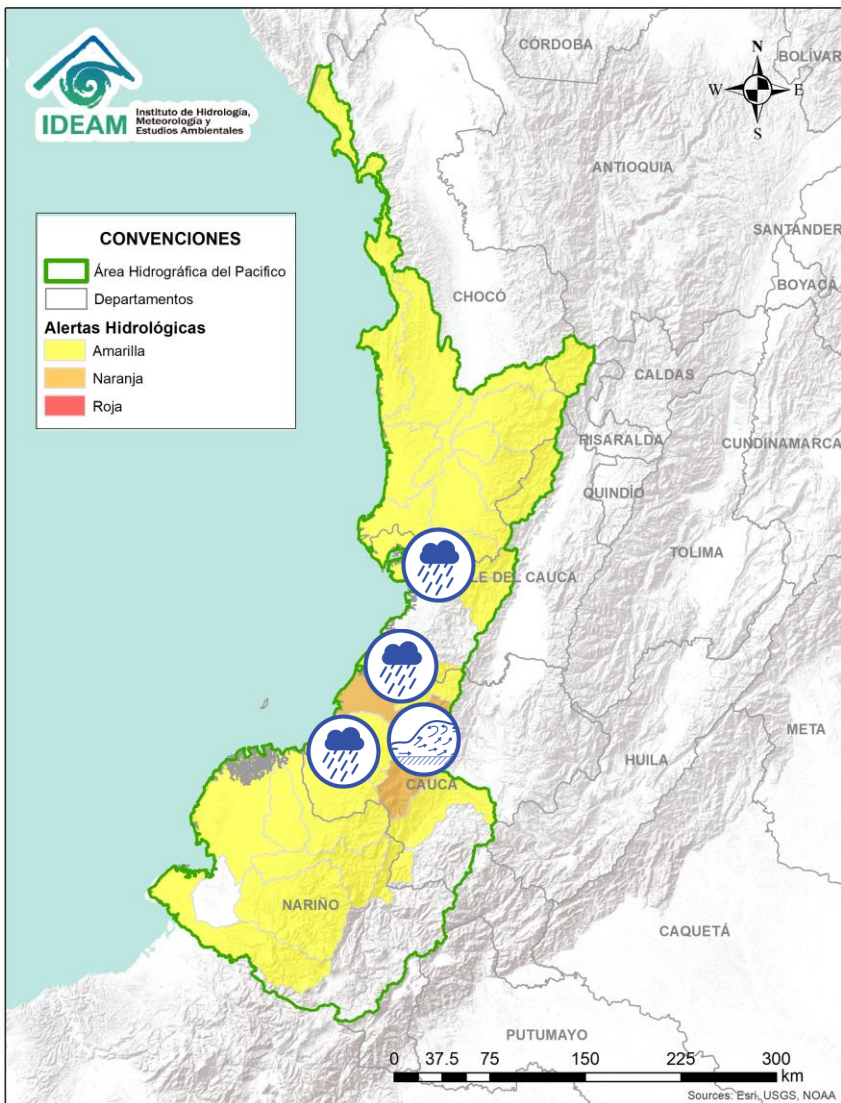 IDEAM
Instituto de Hidrología,
Meteorología y
Estudios Ambientales
CÓRDOBA
BOLÍVAR
N
W
E
S
ANTIOQUIA
SANTANDER
BOYACÁ
CONVENCIONES
Área Hidrográfica del Pacifico
Departamentos
Alertas Hidrológicas
Amarilla
Naranja
Roja
CHOCÓ
CALDAS
RISARALDA
CUNDINAMARCA
QUINDÍO
TOLIMA
LE DEL CAUCA
META
HUILA
CAUCA
NARIÑO
CAQUETÁ
PUTUMAYO
0 37.5 75 150 225 300
km
Sources: Esri, USGS, NOAA